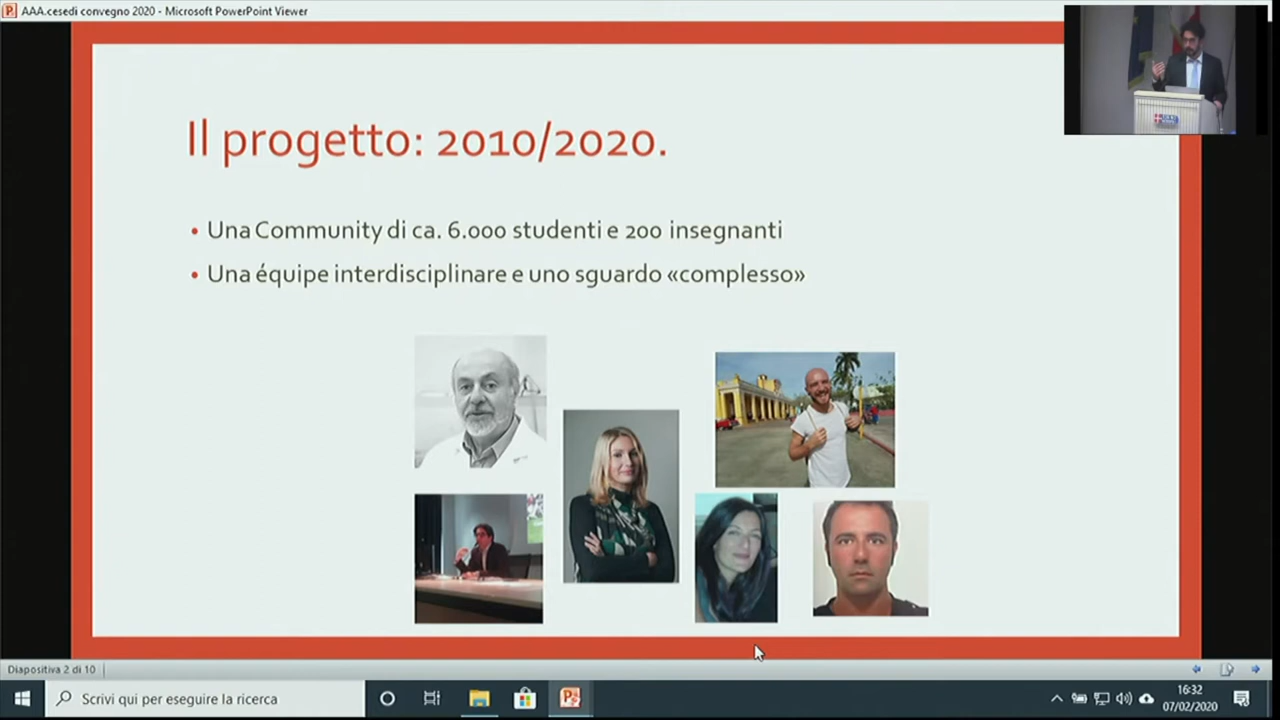 AAA.cesedi convegno 2020 - Microsoft PowerPoint Viewer
Il progetto: 2010/2020.
• Una Community di ca. 6.000 studenti e 200 insegnanti
• Una équipe interdisciplinare e uno sguardo «complesso»
Diapositiva 2 di 10
Scrivi qui per eseguire la ricerca
16:32
07/02/2020